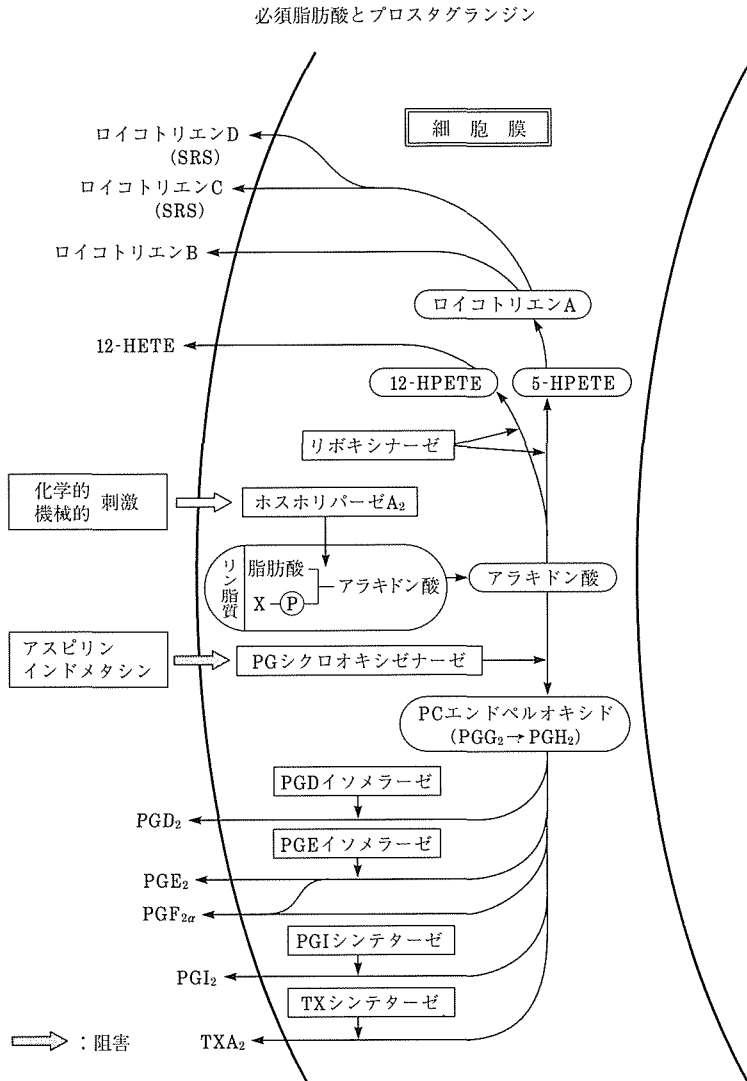 必須脂肪酸とプロスタグランジン
細胞膜
ロイコトリエンD
(SRS)
ロイコトリエンC
(SRS)
ロイコトリエンB
ロイコトリエンA
12-HETE
12-HPETE
5-HPETE
リボキシナーゼ
化学的
機械的
刺激
ホスホリパーゼA₂
リン脂質
脂肪酸
X
P
アラキドン酸
アラキドン酸
アスピリン
インドメタシン
PGシクロオキシゼナーゼ
PCエンドペルオキシド
(PGG₂→PGH₂)
PGDイソメラーゼ
PGD₂
PGEイソメラーゼ
PGE₂
PGF₂α
PGIシンテターゼ
PGI₂
TXシンテターゼ
：阻害
TXA₂